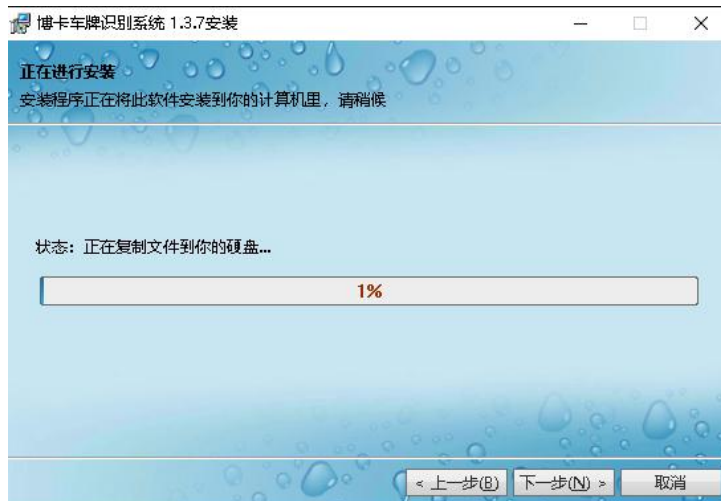 博卡车牌识别系统 1.3.7安装
正在进行安装
安装程序正在将此软件安装到你的计算机里，请稍候
状态：正在复制文件到你的硬盘...
1%
< 上一步(B)
下一步(N) >
取消